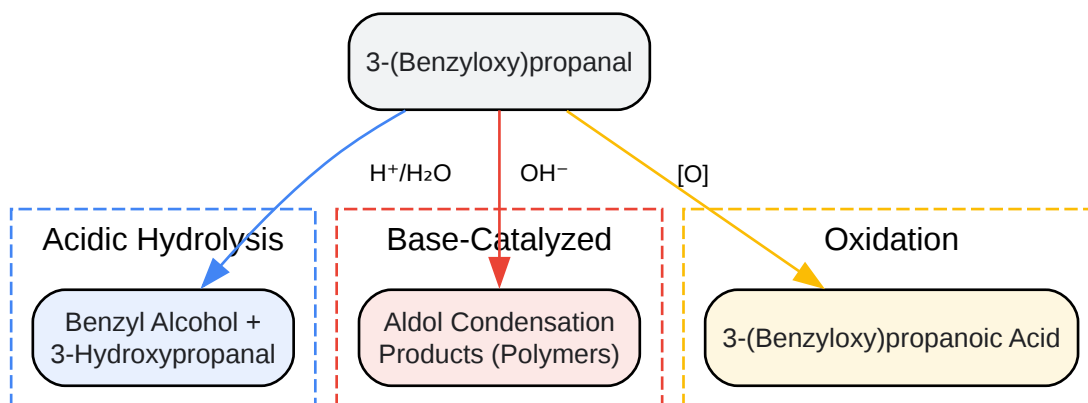 3-(Benzyloxy)propanal
H⁺/H₂O
OH⁻
[O]
Acidic Hydrolysis
Base-Catalyzed
Oxidation
Benzyl Alcohol +
3-Hydroxypropanal
Aldol Condensation
Products (Polymers)
3-(Benzyloxy)propanoic Acid